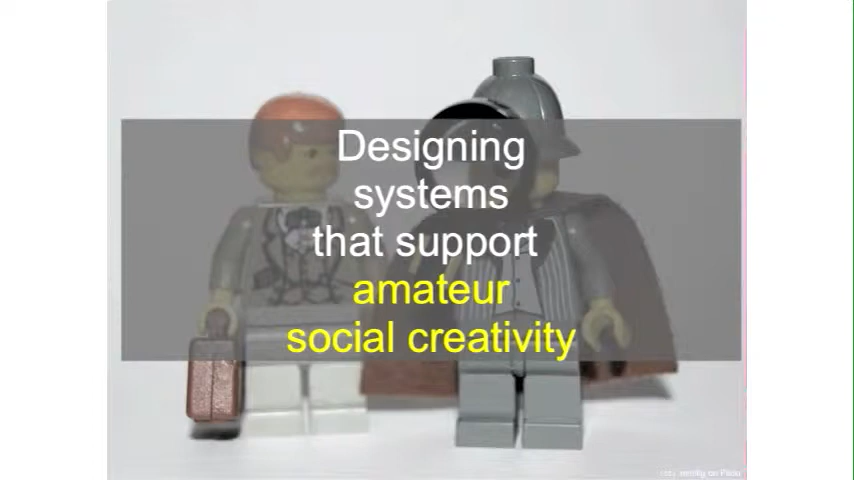 Designing
systems
that support
amateur
social creativity